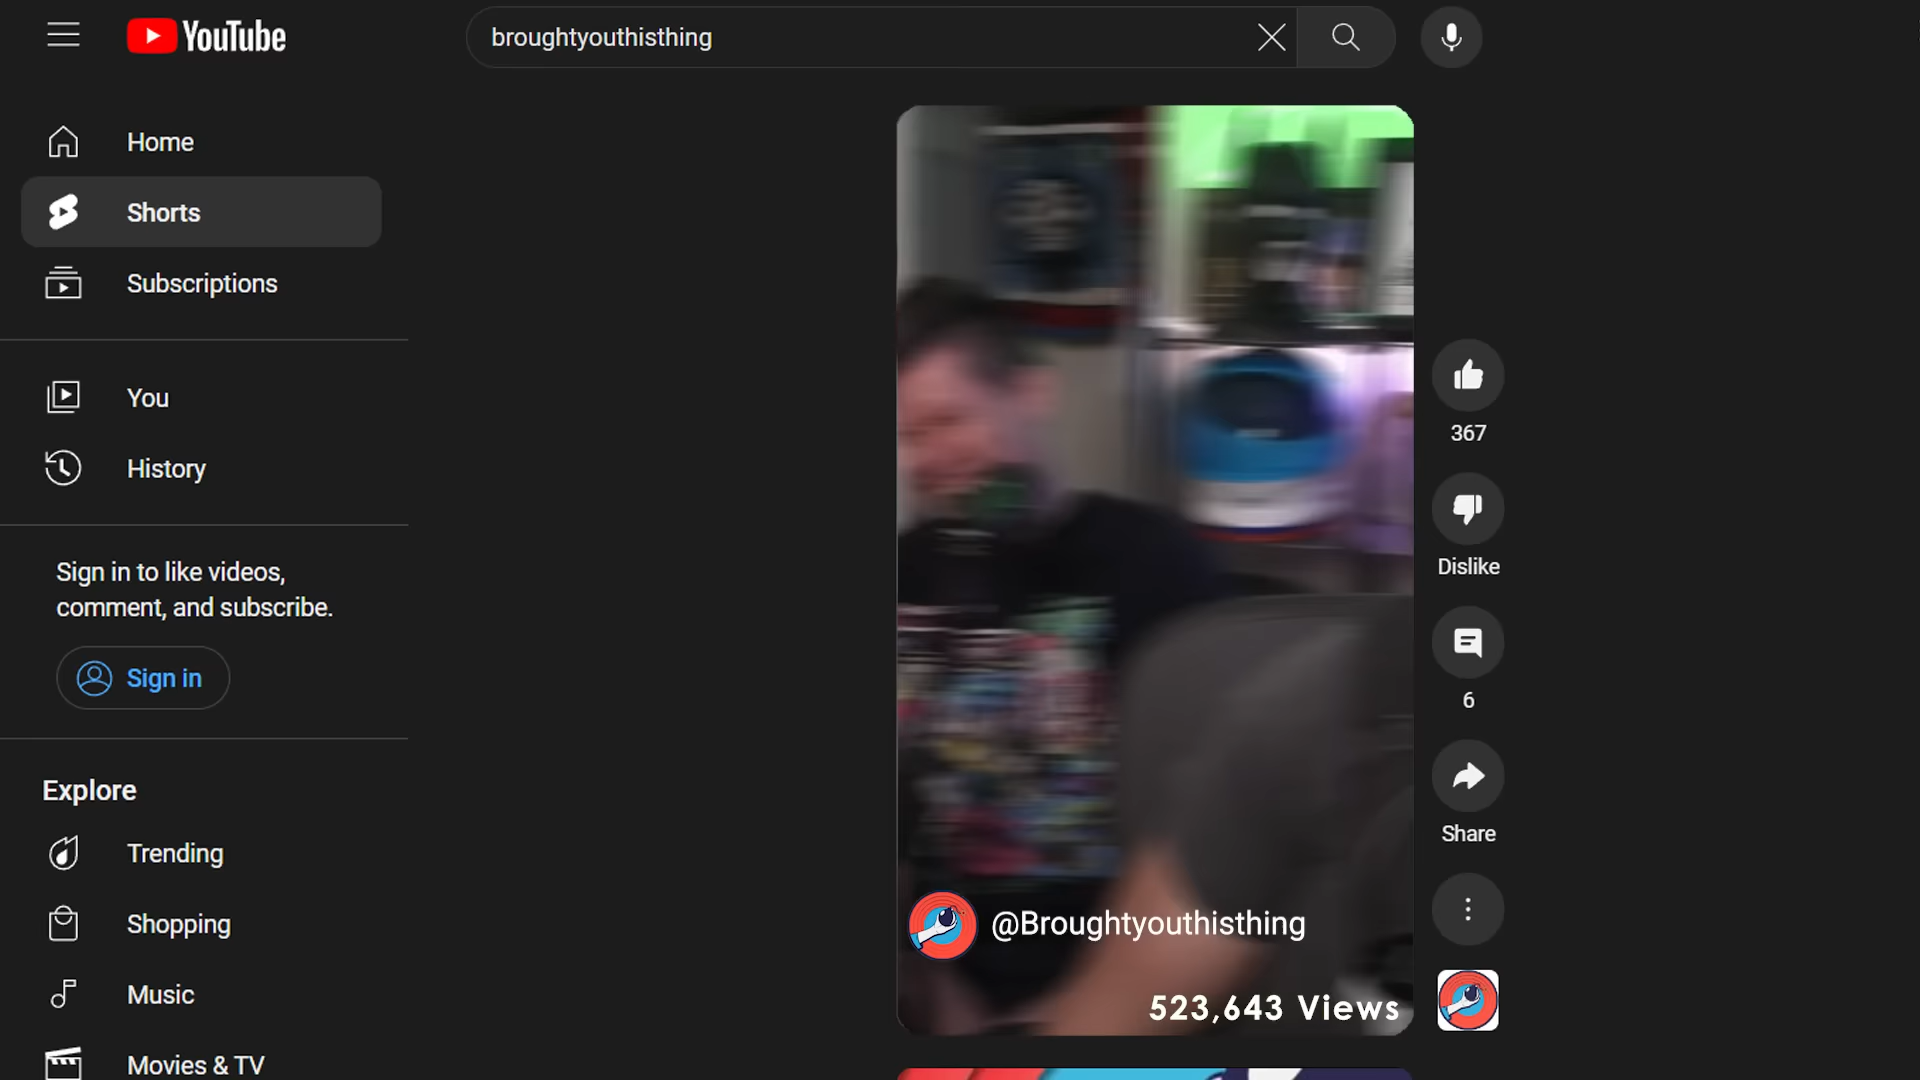 YouTube
broughtyouthisthing
Home
Shorts
Subscriptions
You
History
Sign in to like videos,
comment, and subscribe.
Sign in
Explore
Trending
Shopping
Music
Movies & TV
367
Dislike
6
Share
@Broughtyouthisthing
523,643 Views